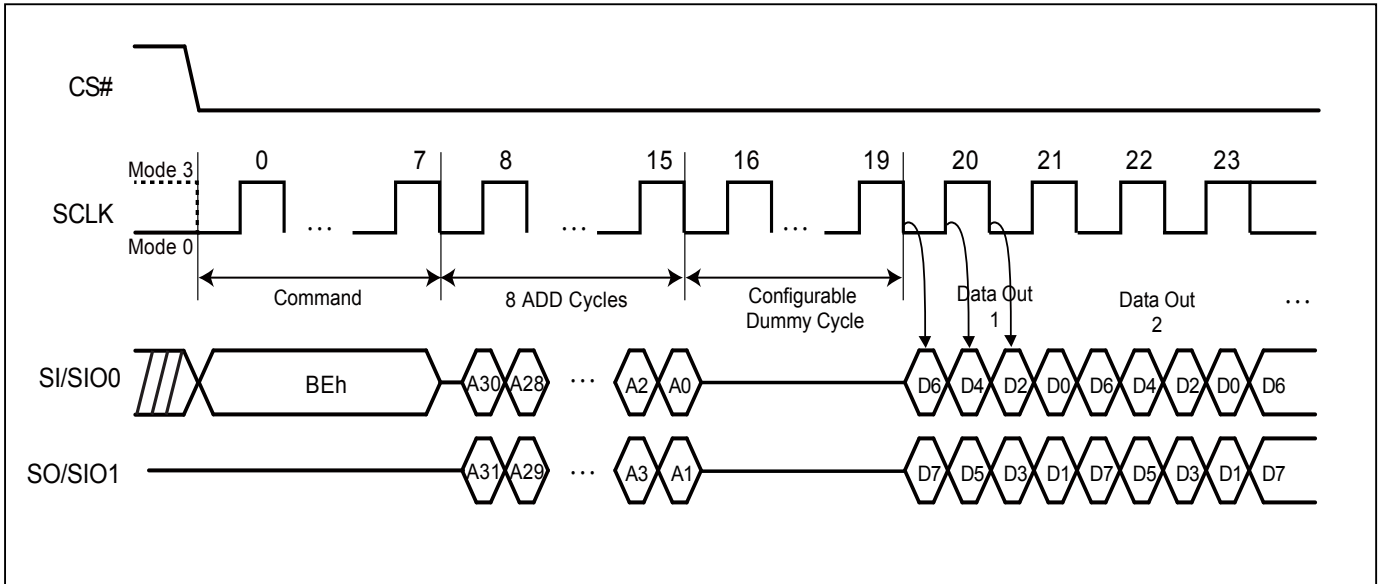 CS#
Mode 3
0 7 8 15 16 19 20 21 22 23
SCLK
... ... ...
Mode 0
Command
8 ADD Cycles
Configurable
Dummy Cycle
Data Out
1
Data Out
2
...
SI/SIO0
BEh
A30 A28 ... A2 A0
D6 D4 D2 D0 D6 D4 D2 D0 D6
SO/SIO1
A31 A29 ... A3 A1
D7 D5 D3 D1 D7 D5 D3 D1 D7